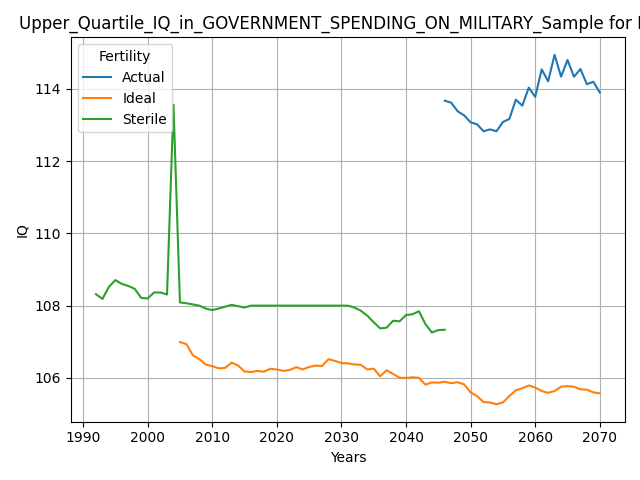 Upper_Quartile_IQ_in_GOVERNMENT_SPENDING_ON_MILITARY_Sample for
Fertility
Actual
Ideal
Sterile
114
112
110
108
106
IQ
1990 2000 2010 2020 2030 2040 2050 2060 2070
Years